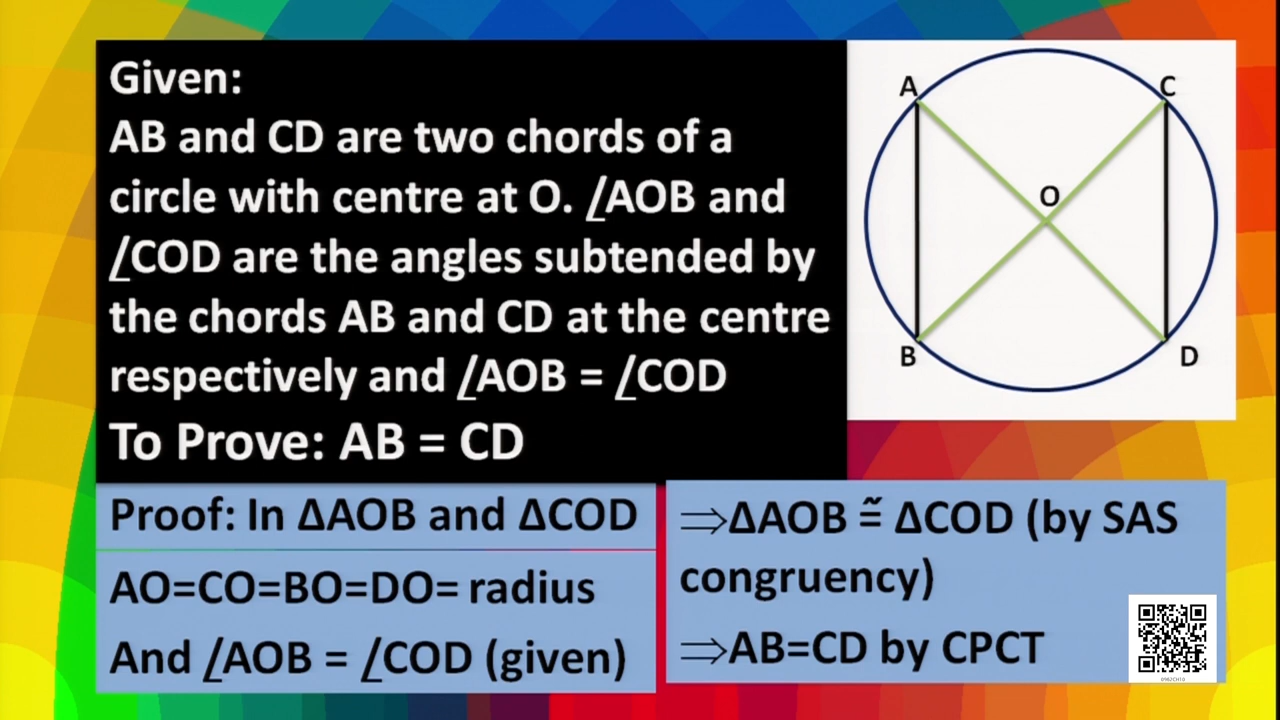 Given:
AB and CD are two chords of a
circle with centre at O. ∠AOB and
∠COD are the angles subtended by
the chords AB and CD at the centre
respectively and ∠AOB = ∠COD
To Prove: AB = CD
A
C
O
B
D
Proof: In ΔAOB and ΔCOD
AO=CO=BO=DO= radius
And ∠AOB = ∠COD (given)
⇒ΔAOB ≅ ΔCOD (by SAS
congruency)
⇒AB=CD by CPCT